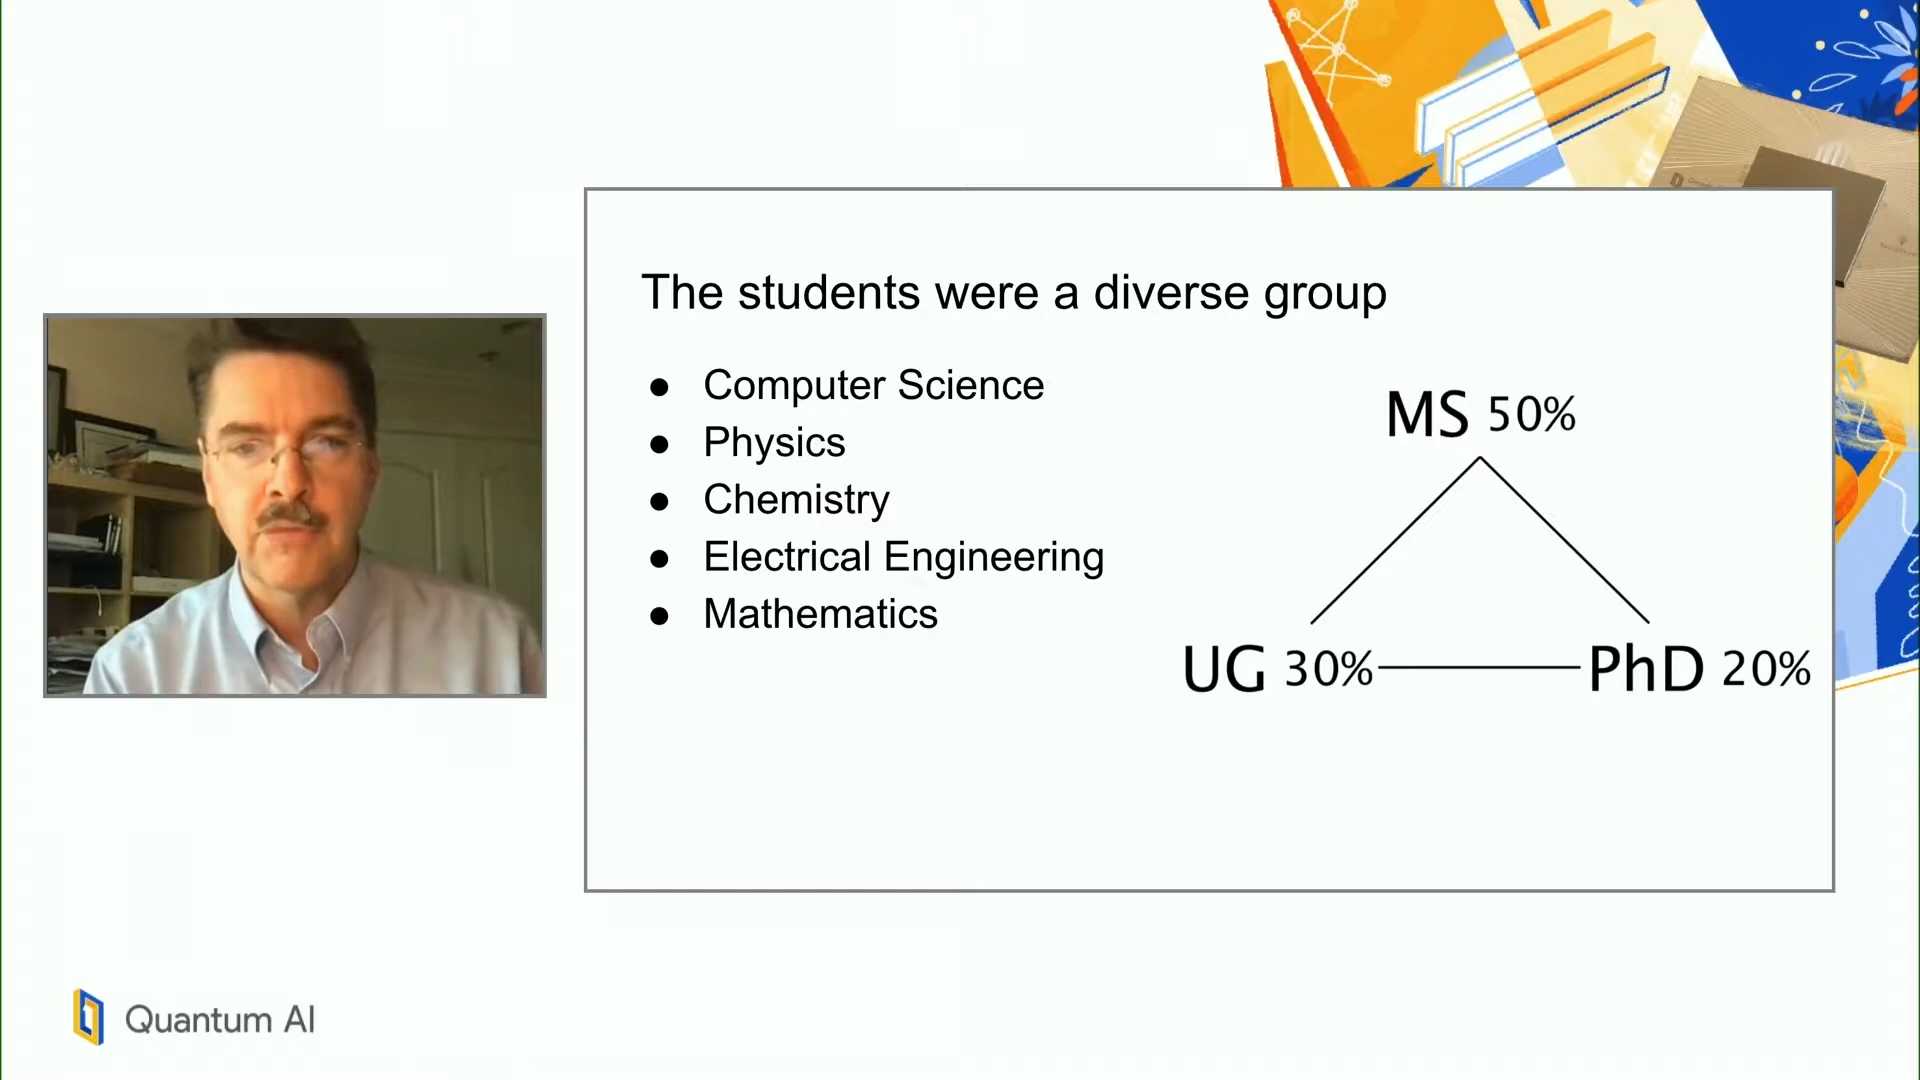 The students were a diverse group
● Computer Science
● Physics
● Chemistry
● Electrical Engineering
● Mathematics
MS 50%
UG 30%
PhD 20%
Quantum AI